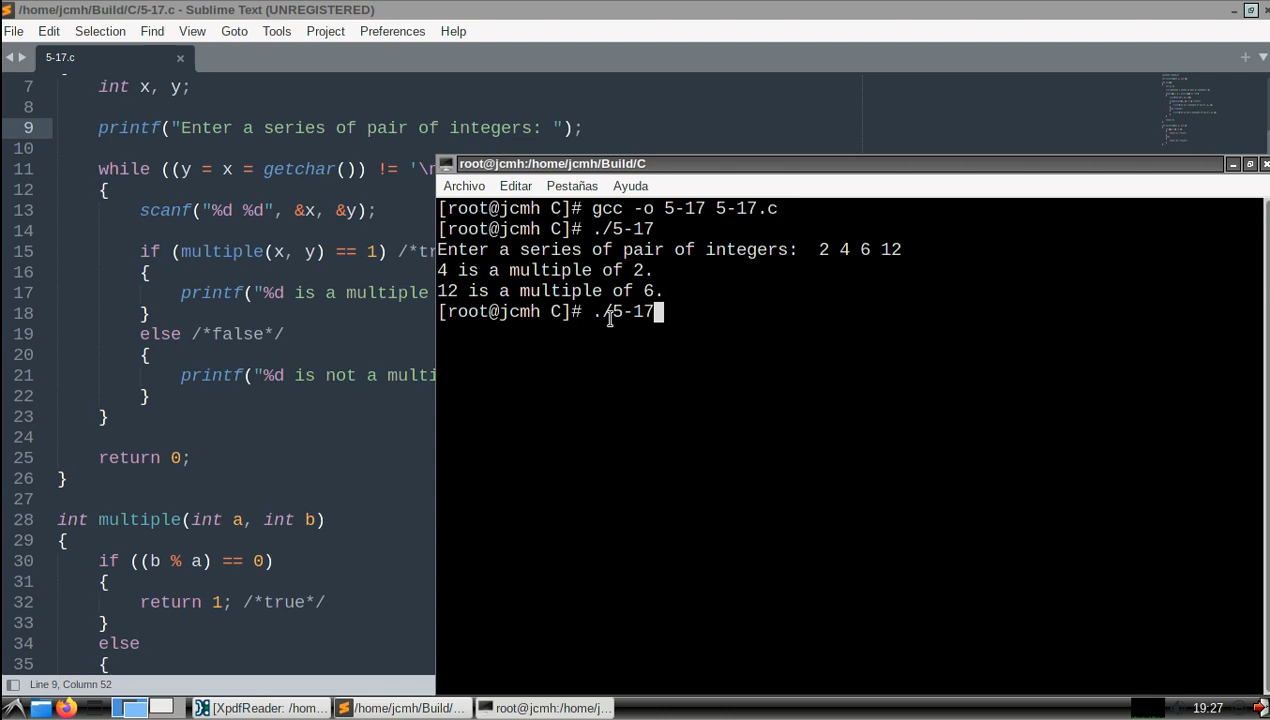 /home/jcmh/Build/C/5-17.c - Sublime Text (UNREGISTERED)
File Edit Selection Find View Goto Tools Project Preferences Help
5-17.c
7 int x, y;
8
9 printf("Enter a series of pair of integers: ");
10
11 while ((y = x = getchar()) != '\n
12 {
13 scanf("%d %d", &x, &y);
14
15 if (multiple(x, y) == 1) /*tr
16 {
17 printf("%d is a multiple
18 }
19 else /*false*/
20 {
21 printf("%d is not a multi
22 }
23 }
24
25 return 0;
26 }
27
28 int multiple(int a, int b)
29 {
30 if ((b % a) == 0)
31 {
32 return 1; /*true*/
33 }
34 else
35 {
Line 9, Column 52
root@jcmh:/home/jcmh/Build/C
Archivo Editar Pestañas Ayuda
[root@jcmh C]# gcc -o 5-17 5-17.c
[root@jcmh C]# ./5-17
Enter a series of pair of integers:  2 4 6 12
4 is a multiple of 2.
12 is a multiple of 6.
[root@jcmh C]# ./5-17
[XpdfReader: /hom... /home/jcmh/Build/... root@jcmh:/home/j... 19:27